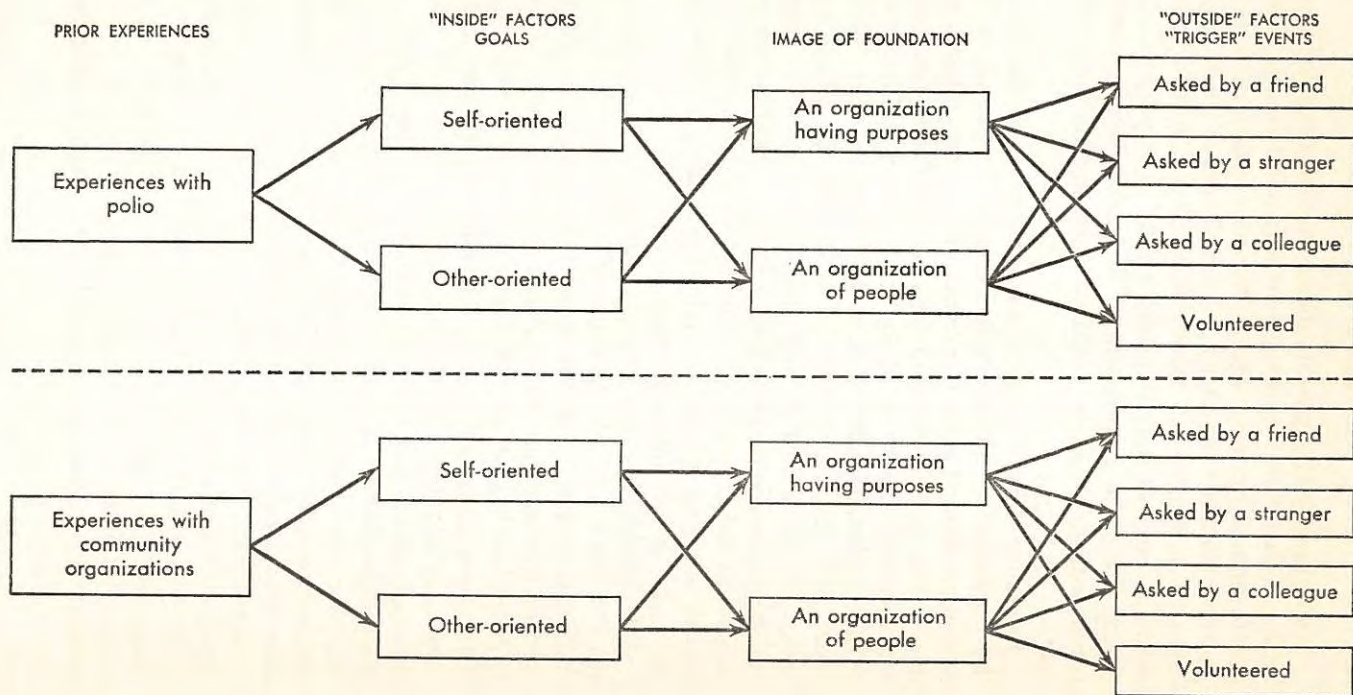 PRIOR EXPERIENCES
"INSIDE" FACTORS
GOALS
IMAGE OF FOUNDATION
"OUTSIDE" FACTORS
"TRIGGER" EVENTS
Experiences with
polio
Self-oriented
Other-oriented
An organization
having purposes
An organization
of people
Asked by a friend
Asked by a stranger
Asked by a colleague
Volunteered
Experiences with
community
organizations
Self-oriented
Other-oriented
An organization
having purposes
An organization
of people
Asked by a friend
Asked by a stranger
Asked by a colleague
Volunteered